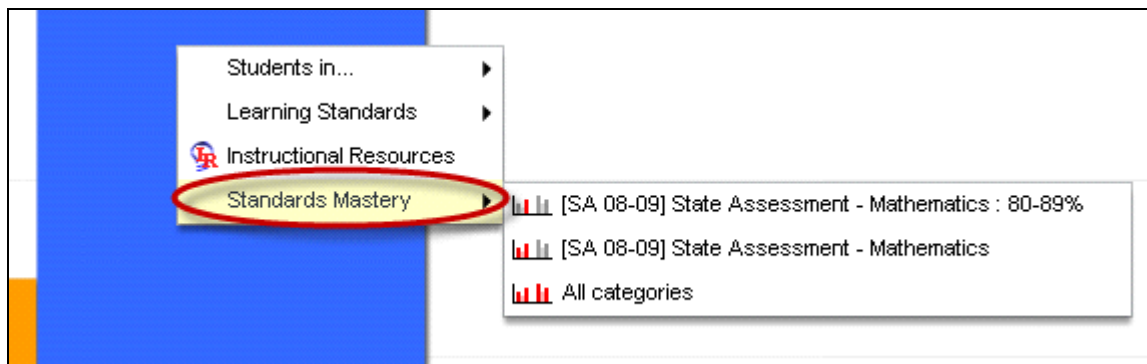 Students in...
Learning Standards
IR Instructional Resources
Standards Mastery
[SA 08-09] State Assessment - Mathematics : 80-89%
[SA 08-09] State Assessment - Mathematics
All categories